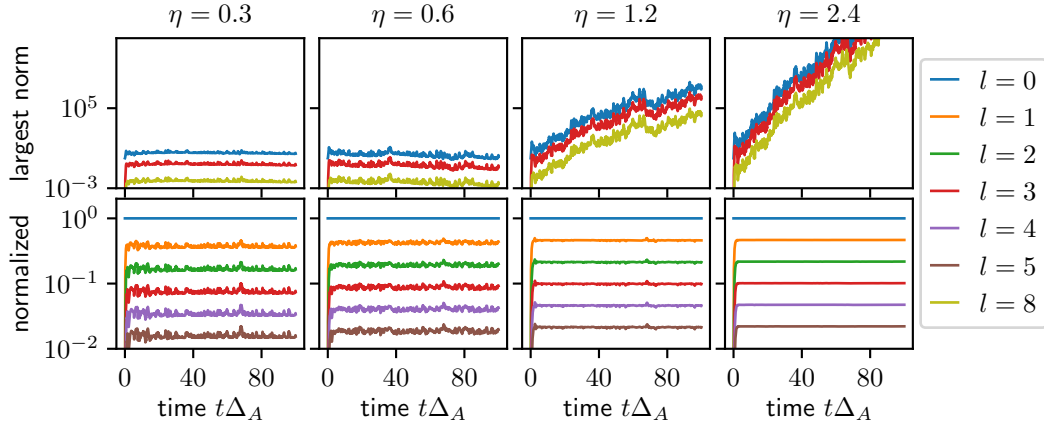 η = 0.3 η = 0.6 η = 1.2 η = 2.4
largest norm
10^5
10^{-3}
normalized
10^0
10^{-1}
10^{-2}
0 40 80 0 40 80 0 40 80 0 40 80
time tΔ_A time tΔ_A time tΔ_A time tΔ_A
l = 0
l = 1
l = 2
l = 3
l = 4
l = 5
l = 8